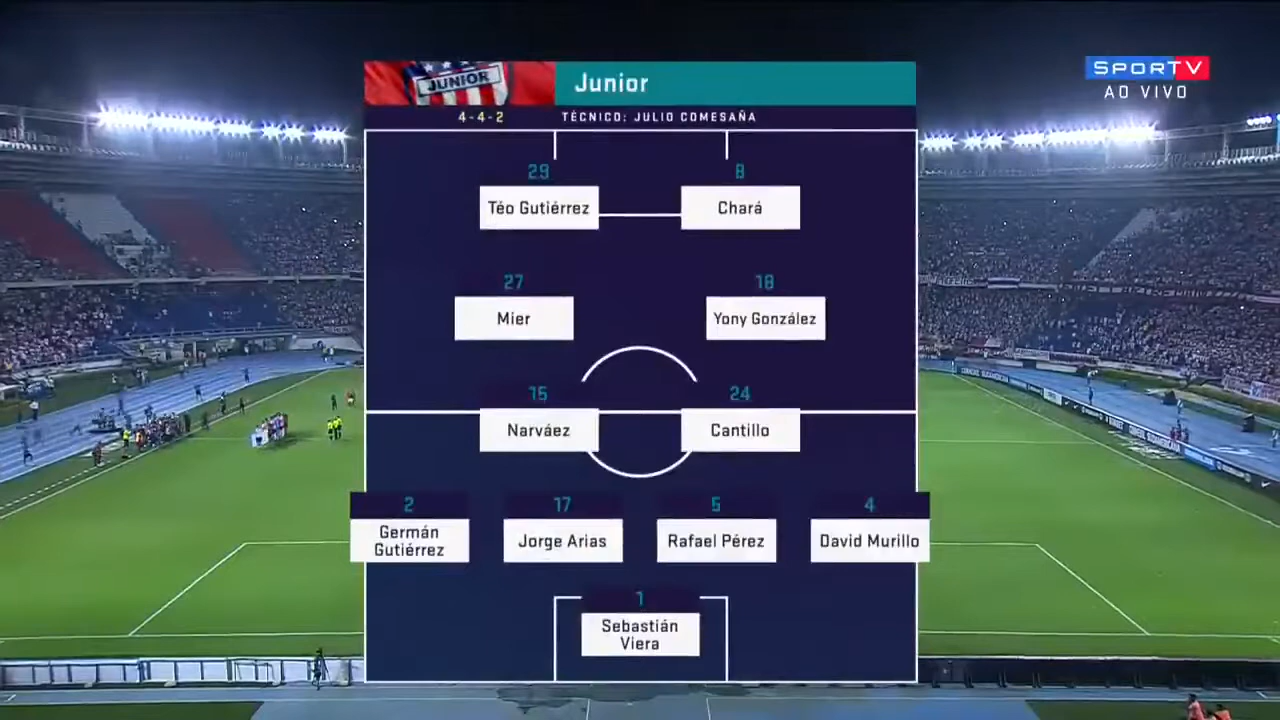 JUNIOR
Junior
SPORTV
AO VIVO
4-4-2
TÉCNICO: JULIO COMESAÑA
29
8
Téo Gutiérrez
Chará
27
18
Mier
Yony González
15
24
Narváez
Cantillo
2
17
5
4
Germán
Gutiérrez
Jorge Arias
Rafael Pérez
David Murillo
1
Sebastián
Viera